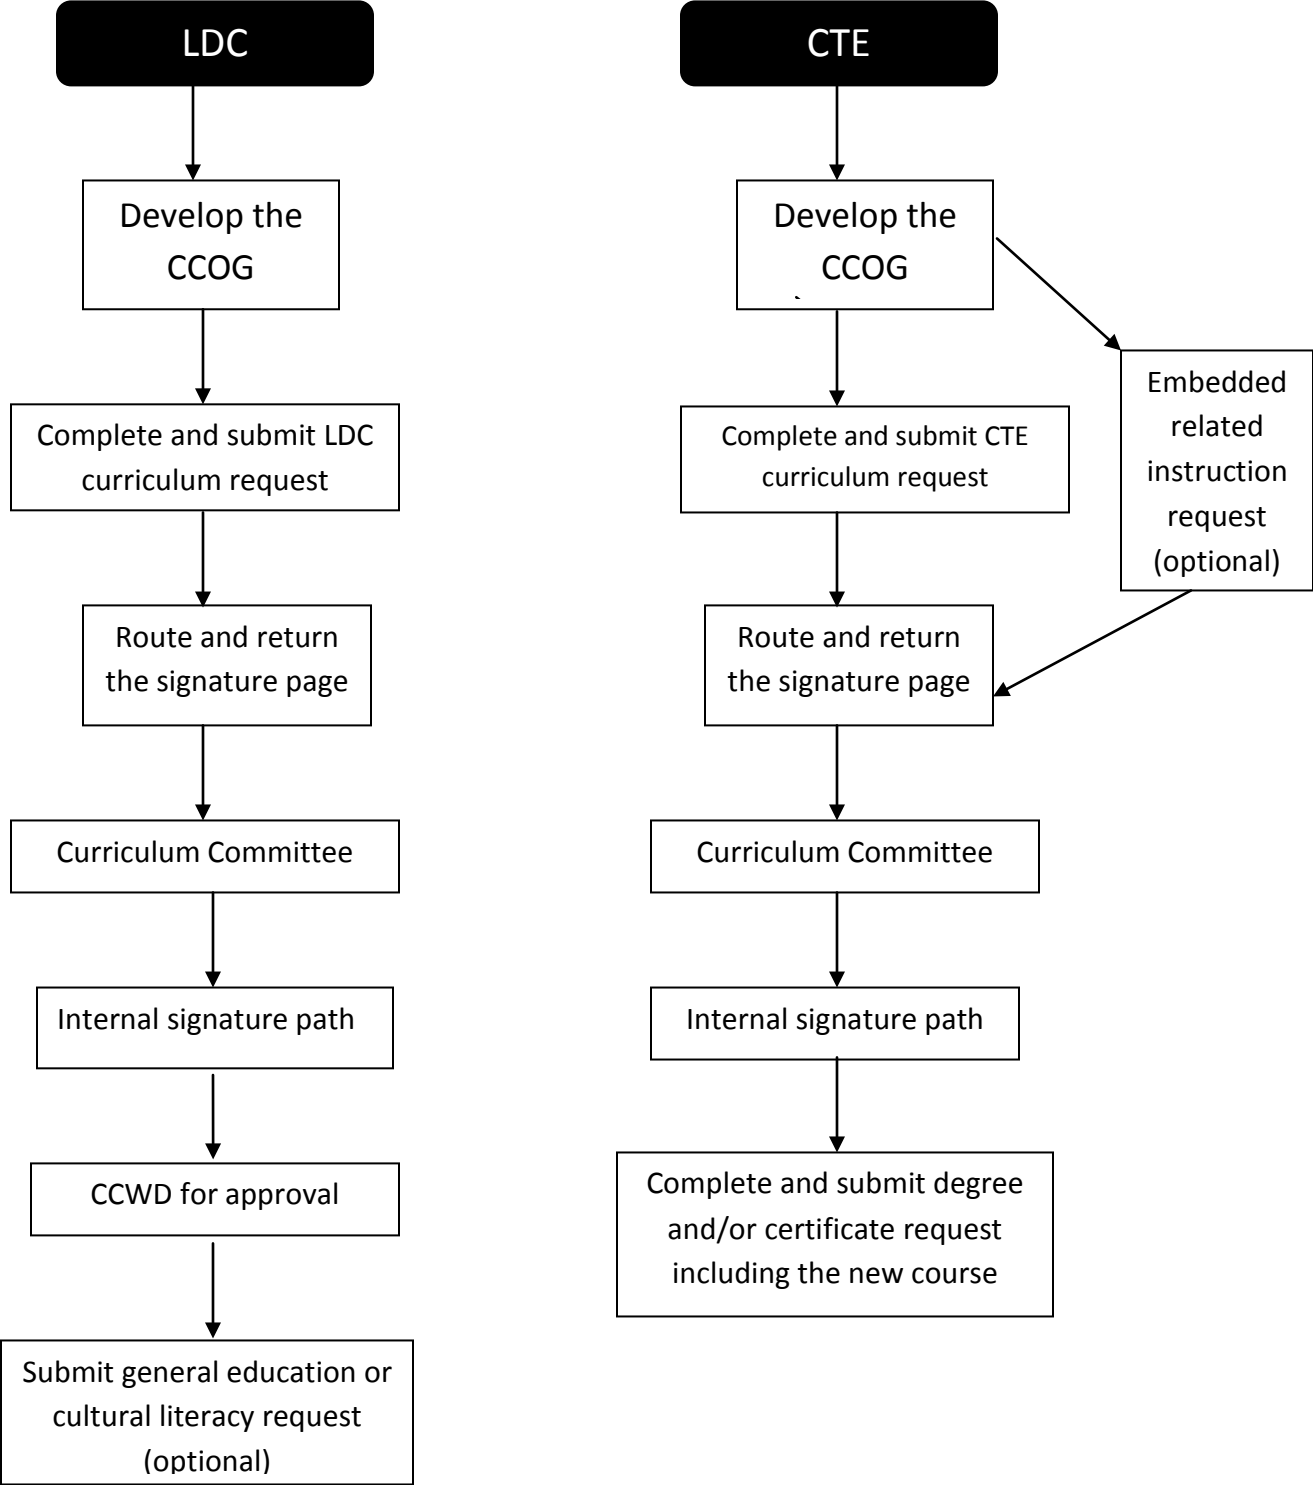 LDC
Develop the
CCOG
Complete and submit LDC
curriculum request
Route and return
the signature page
Curriculum Committee
Internal signature path
CCWD for approval
Submit general education or
cultural literacy request
(optional)
CTE
Develop the
CCOG
Complete and submit CTE
curriculum request
Embedded
related
instruction
request
(optional)
Route and return
the signature page
Curriculum Committee
Internal signature path
Complete and submit degree
and/or certificate request
including the new course